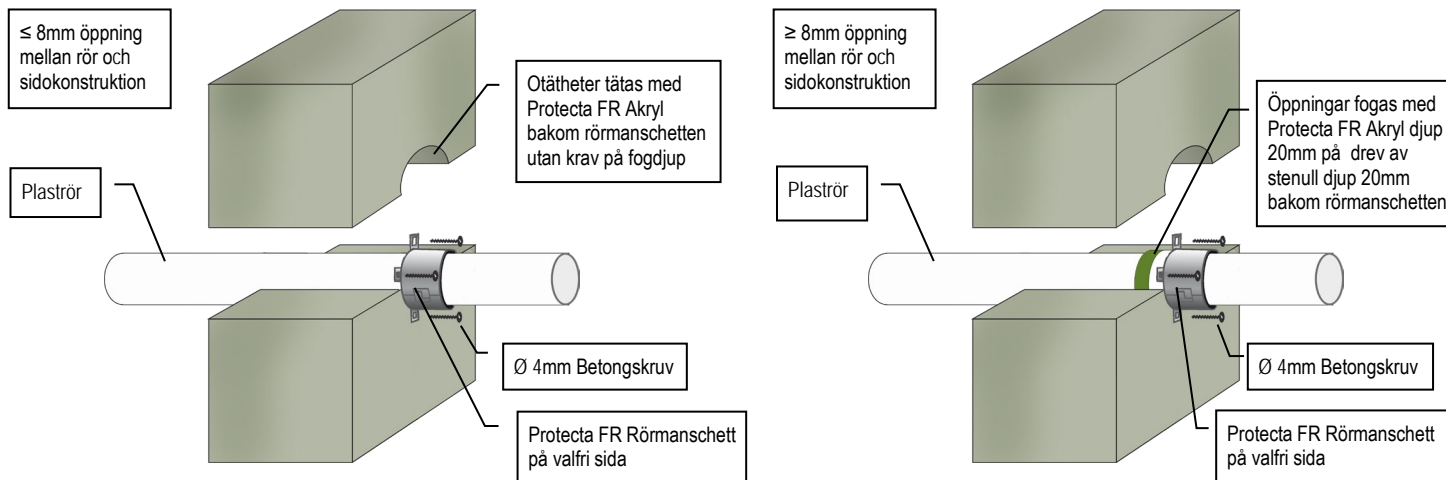 ≤ 8mm öppning
mellan rör och
sidokonstruktion
Otätheter tätas med
Protecta FR Akryl
bakom rörmanschetten
utan krav på fogdjup
Plaströr
Ø 4mm Betongskruv
Protecta FR Rörmanschett
på valfri sida
≥ 8mm öppning
mellan rör och
sidokonstruktion
Öppningar fogas med
Protecta FR Akryl djup
20mm på drev av
stenull djup 20mm
bakom rörmanschetten
Plaströr
Ø 4mm Betongskruv
Protecta FR Rörmanschett
på valfri sida